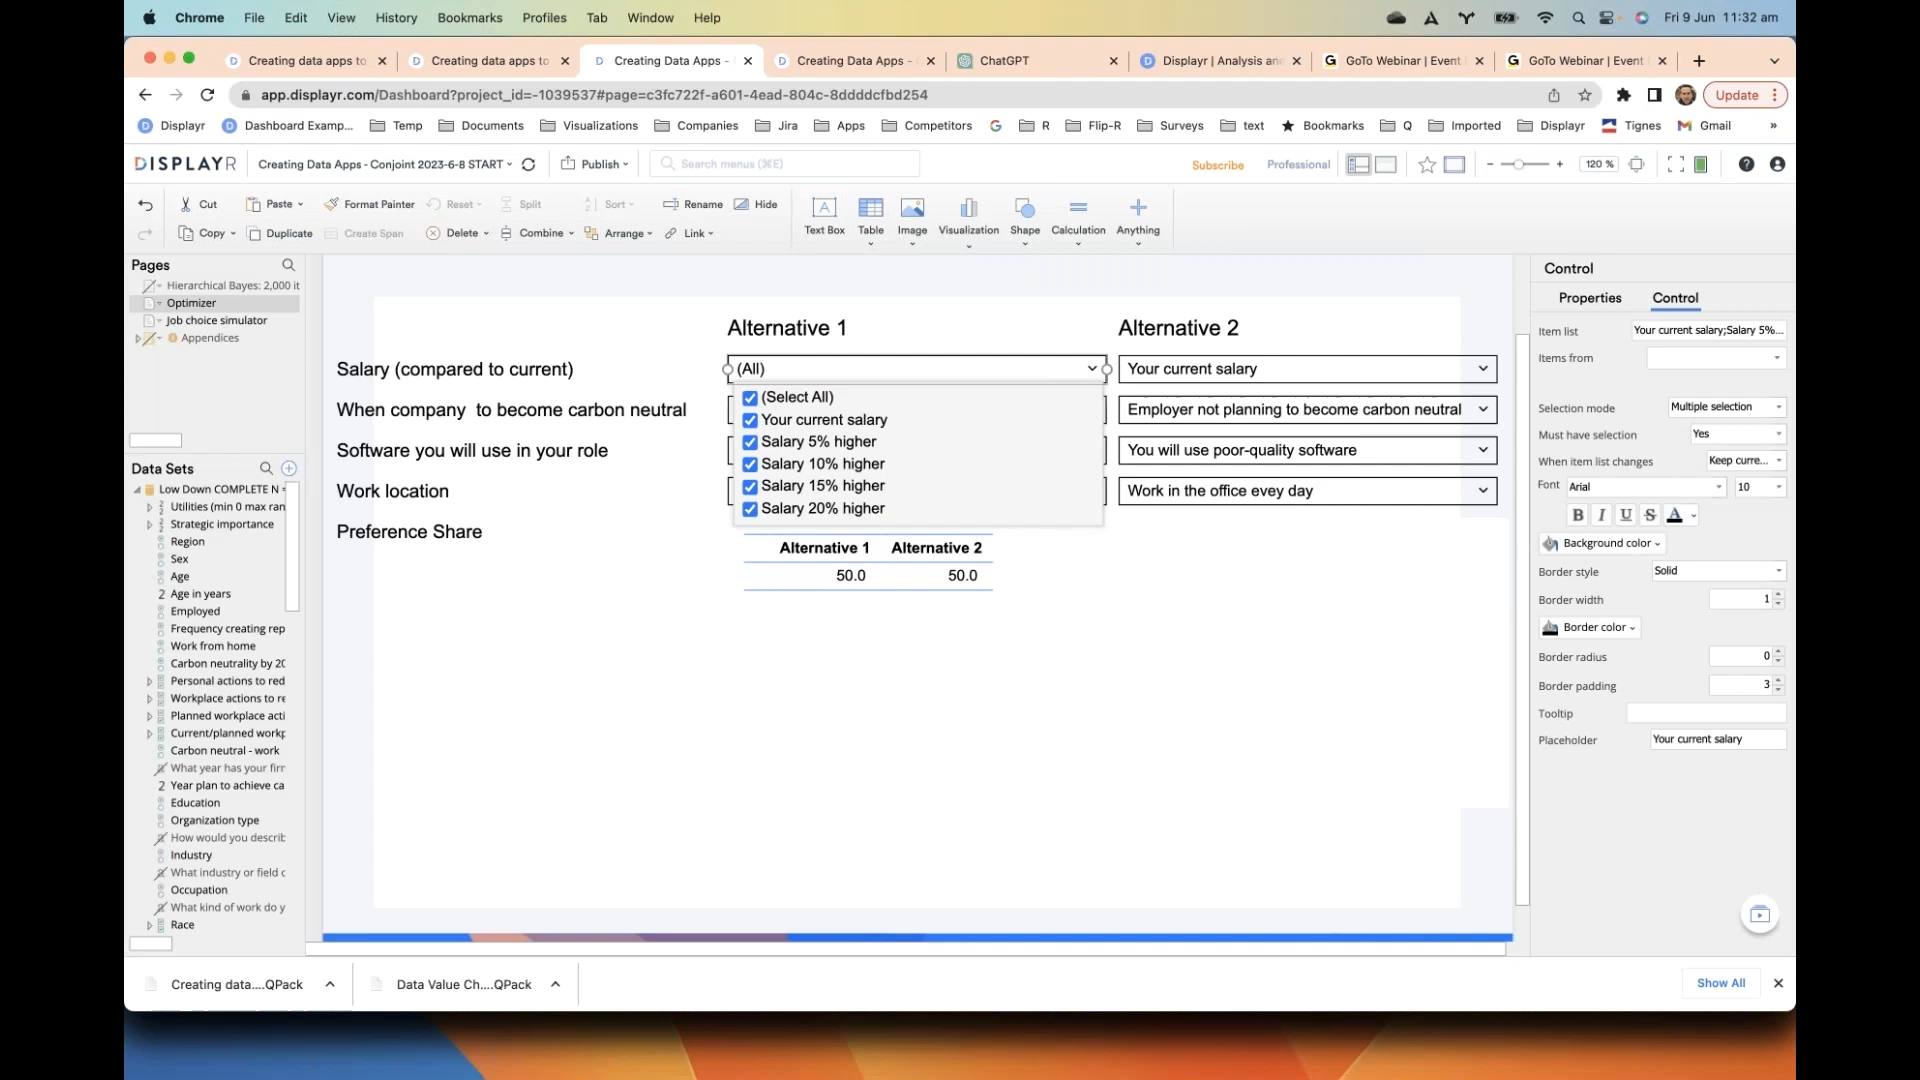 Chrome File Edit View History Bookmarks Profiles Tab Window Help Fri 9 Jun 11:32 am
Creating data apps to Creating data apps to Creating Data Apps - Creating Data Apps - ChatGPT Displayr | Analysis an GoTo Webinar | Event GoTo Webinar | Event
app.displayr.com/Dashboard?project_id=-1039537#page=c3fc722f-a601-4ead-804c-8ddddcfbd254 Update
Displayr Dashboard Examp... Temp Documents Visualizations Companies Jira Apps Competitors R Flip-R Surveys text Bookmarks Q Imported Displayr Tignes Gmail »
DISPLAYR Creating Data Apps - Conjoint 2023-6-8 START Publish Search menus (⌘E) Subscribe Professional 120 %
Cut Paste Format Painter Reset Split Sort Rename Hide
Copy Duplicate Create Span Delete Combine Arrange Link
Text Box Table Image Visualization Shape Calculation Anything
Pages
Hierarchical Bayes: 2,000 it
Optimizer
Job choice simulator
Appendices
Data Sets
Low Down COMPLETE N =
Utilities (min 0 max ran
Strategic importance
Region
Sex
Age
2 Age in years
Employed
Frequency creating rep
Work from home
Carbon neutrality by 20
Personal actions to red
Workplace actions to re
Planned workplace acti
Current/planned workp
Carbon neutral - work
What year has your firr
2 Year plan to achieve ca
Education
Organization type
How would you describ
Industry
What industry or field c
Occupation
What kind of work do y
Race
Alternative 1 Alternative 2
Salary (compared to current) (All) Your current salary
(Select All)
Your current salary
Salary 5% higher
Salary 10% higher
Salary 15% higher
Salary 20% higher
When company to become carbon neutral Employer not planning to become carbon neutral
Software you will use in your role You will use poor-quality software
Work location Work in the office evey day
Preference Share
Alternative 1 Alternative 2
50.0 50.0
Control
Properties Control
Item list Your current salary;Salary 5%...
Items from
Selection mode Multiple selection
Must have selection Yes
When item list changes Keep curre...
Font Arial 10
B I U S A
Background color
Border style Solid
Border width 1
Border color
Border radius 0
Border padding 3
Tooltip
Placeholder Your current salary
Creating data....QPack Data Value Ch....QPack Show All